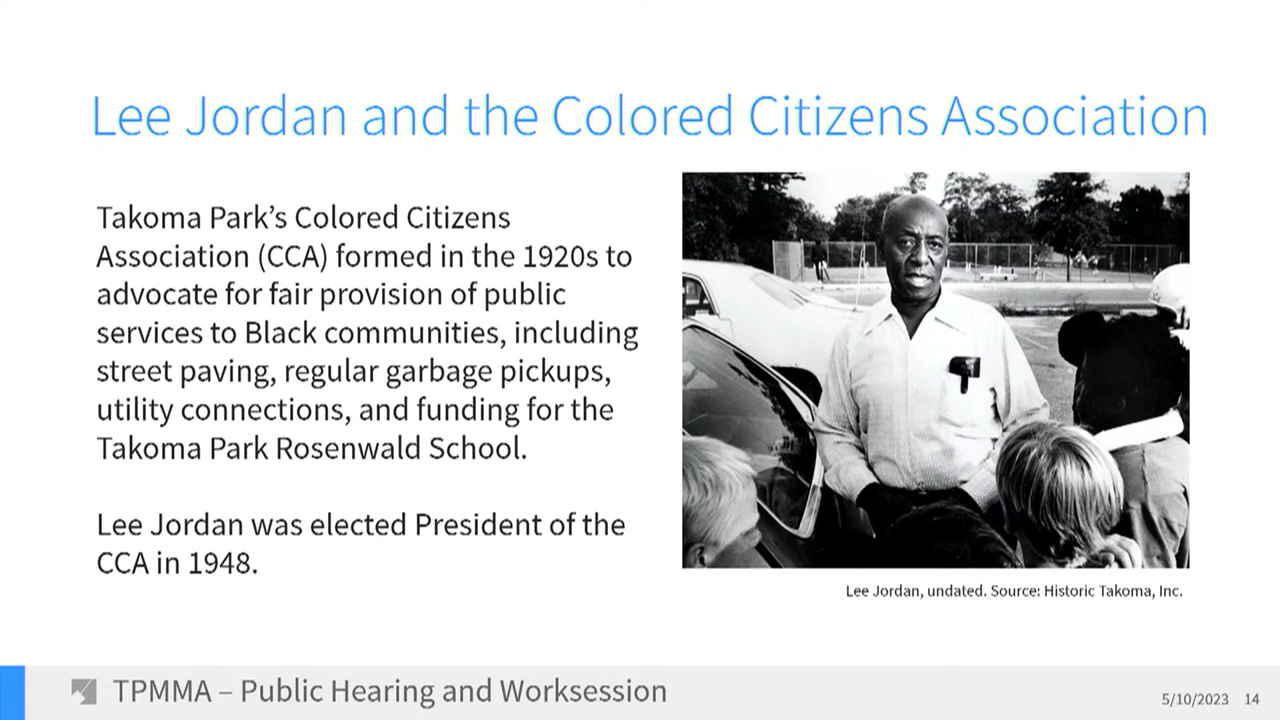 Lee Jordan and the Colored Citizens Association
Takoma Park’s Colored Citizens
Association (CCA) formed in the 1920s to
advocate for fair provision of public
services to Black communities, including
street paving, regular garbage pickups,
utility connections, and funding for the
Takoma Park Rosenwald School.
Lee Jordan was elected President of the
CCA in 1948.
Lee Jordan, undated. Source: Historic Takoma, Inc.
TPMMA – Public Hearing and Worksession
5/10/2023 14